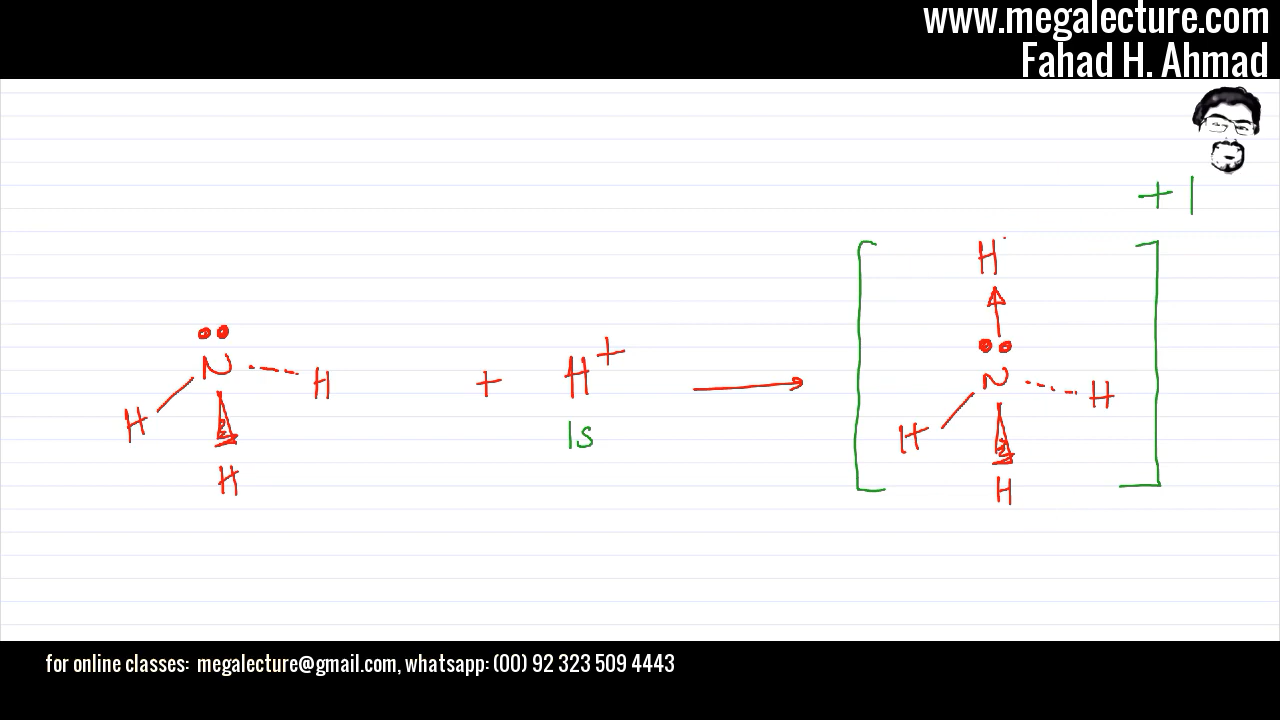 www.megalecture.com
Fahad H. Ahmad
+1
H
N
H
H
H
+ H+
1s
H
N
H
H
H
for online classes: megalecture@gmail.com, whatsapp: (00) 92 323 509 4443